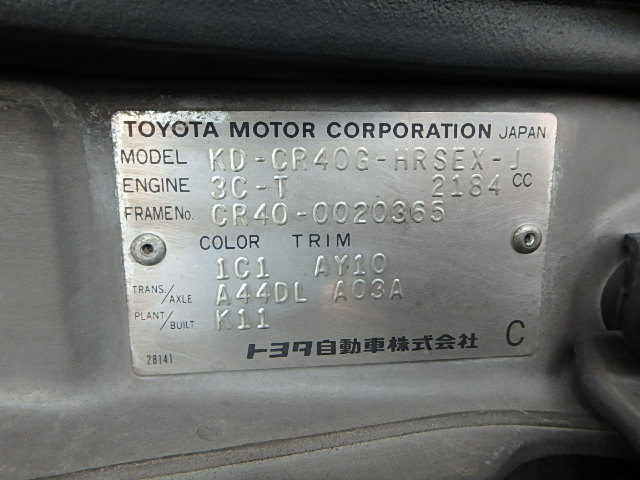 TOYOTA MOTOR CORPORATION JAPAN
MODEL KD-CR40G-HRSEX-J
ENGINE 3C-T 2184 CC
FRAME No. CR40-0020365
COLOR TRIM
1C1 AY10
TRANS./AXLE A44DL A03A
PLANT/BUILT K11
28141 トヨタ自動車株式会社 C